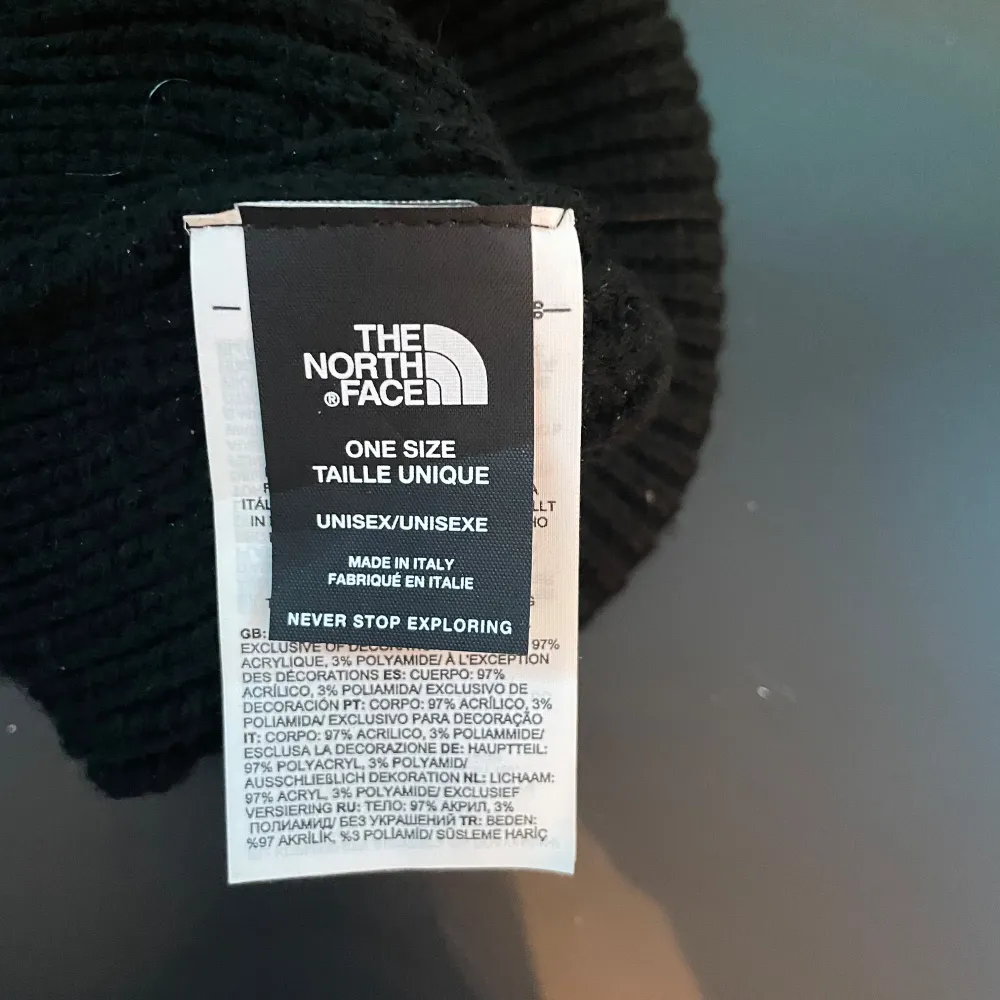 THE
NORTH
®FACE
ONE SIZE
TAILLE UNIQUE
UNISEX/UNISEXE
MADE IN ITALY
FABRIQUÉ EN ITALIE
NEVER STOP EXPLORING
GB:
EXCLUSIVE OF 97%
ACRYLIQUE, 3% POLYAMIDE/ À L'EXCEPTION
DES DÉCORATIONS ES: CUERPO: 97%
ACRÍLICO, 3% POLIAMIDA/ EXCLUSIVO DE
DECORACIÓN PT: CORPO: 97% ACRÍLICO, 3%
POLIAMIDA/ EXCLUSIVO PARA DECORAÇÃO
IT: CORPO: 97% ACRILICO, 3% POLIAMMIDE/
ESCLUSA LA DECORAZIONE DE: HAUPTTEIL:
97% POLYACRYL, 3% POLYAMID/
AUSSCHLIEßLICH DEKORATION NL: LICHAAM:
97% ACRYL, 3% POLYAMIDE/ EXCLUSIEF
VERSIERING RU: ТЕЛО: 97% АКРИЛ, 3%
ПОЛИАМИД/ БЕЗ УКРАШЕНИЙ TR: BEDEN:
%97 AKRİLİK, %3 POLİAMİD/ SÜSLEME HARİÇ